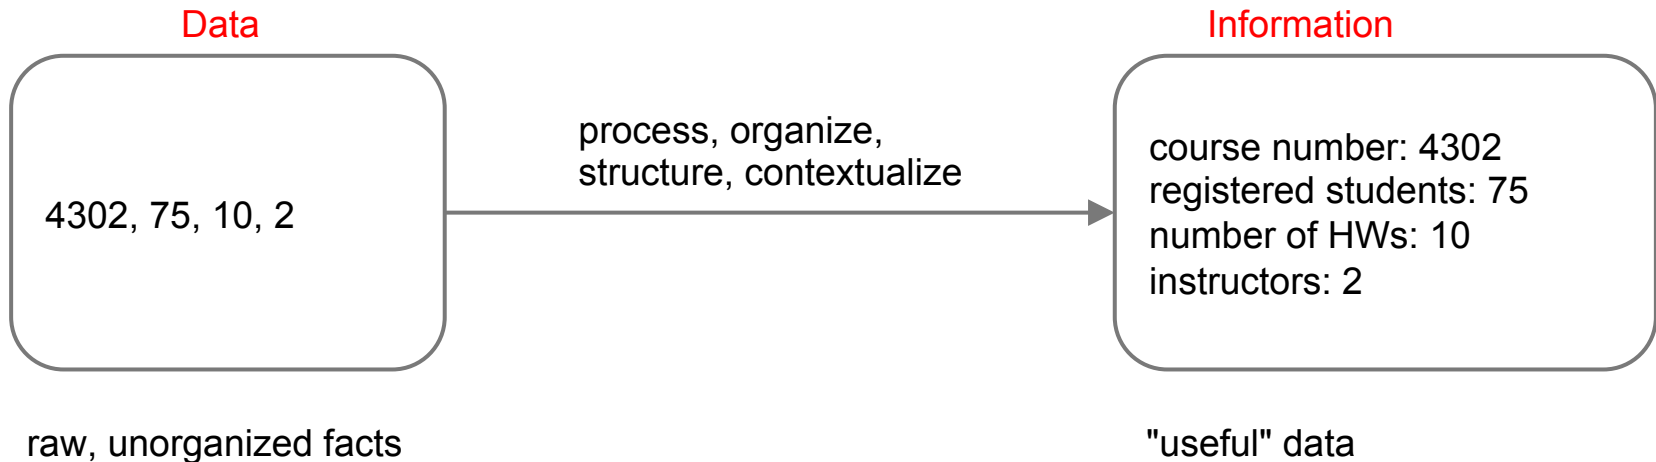 Data
4302, 75, 10, 2
raw, unorganized facts
process, organize,
structure, contextualize
Information
course number: 4302
registered students: 75
number of HWs: 10
instructors: 2
"useful" data